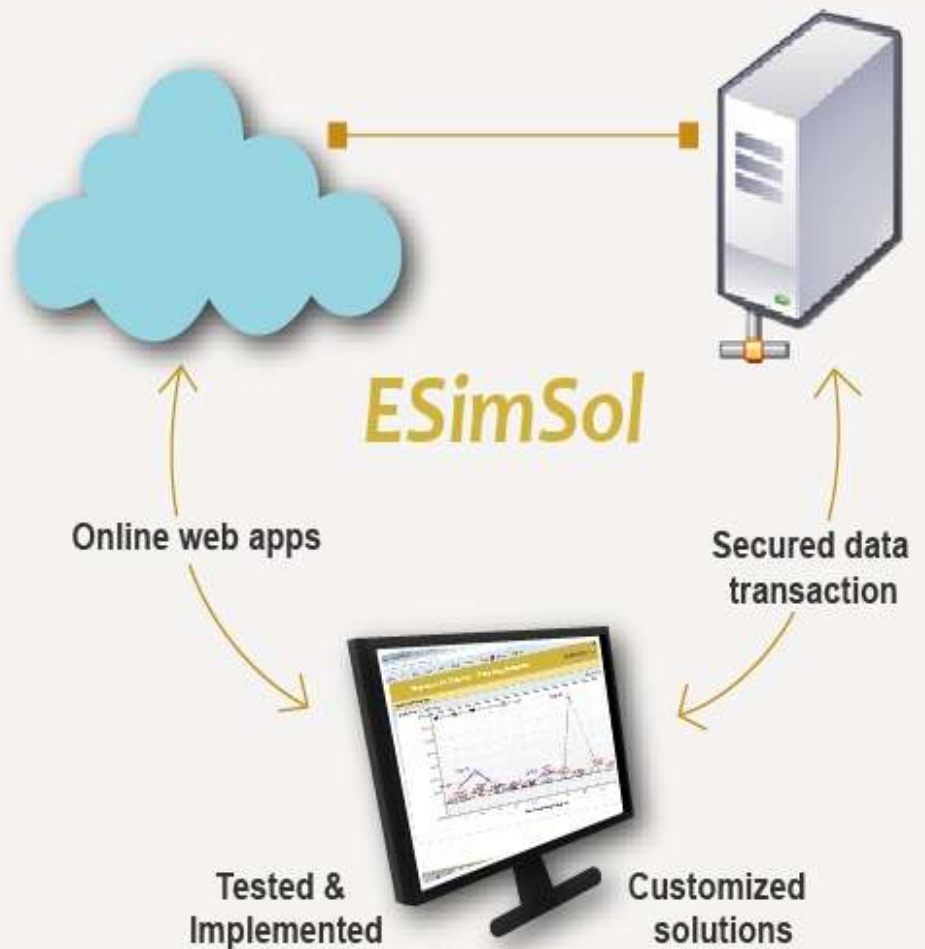 ESimSol
Online web apps
Secured data
transaction
Tested &
Implemented
Customized
solutions